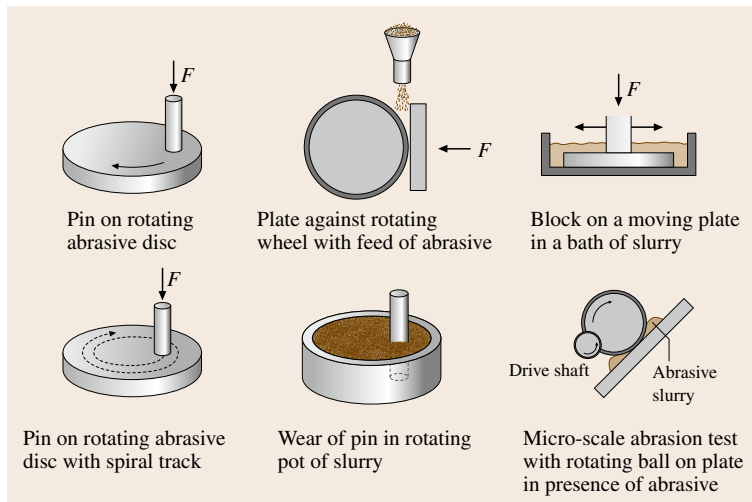 F
Pin on rotating
abrasive disc
F
Plate against rotating
wheel with feed of abrasive
F
Block on a moving plate
in a bath of slurry
F
Pin on rotating abrasive
disc with spiral track
Wear of pin in rotating
pot of slurry
Drive shaft
Abrasive
slurry
Micro-scale abrasion test
with rotating ball on plate
in presence of abrasive